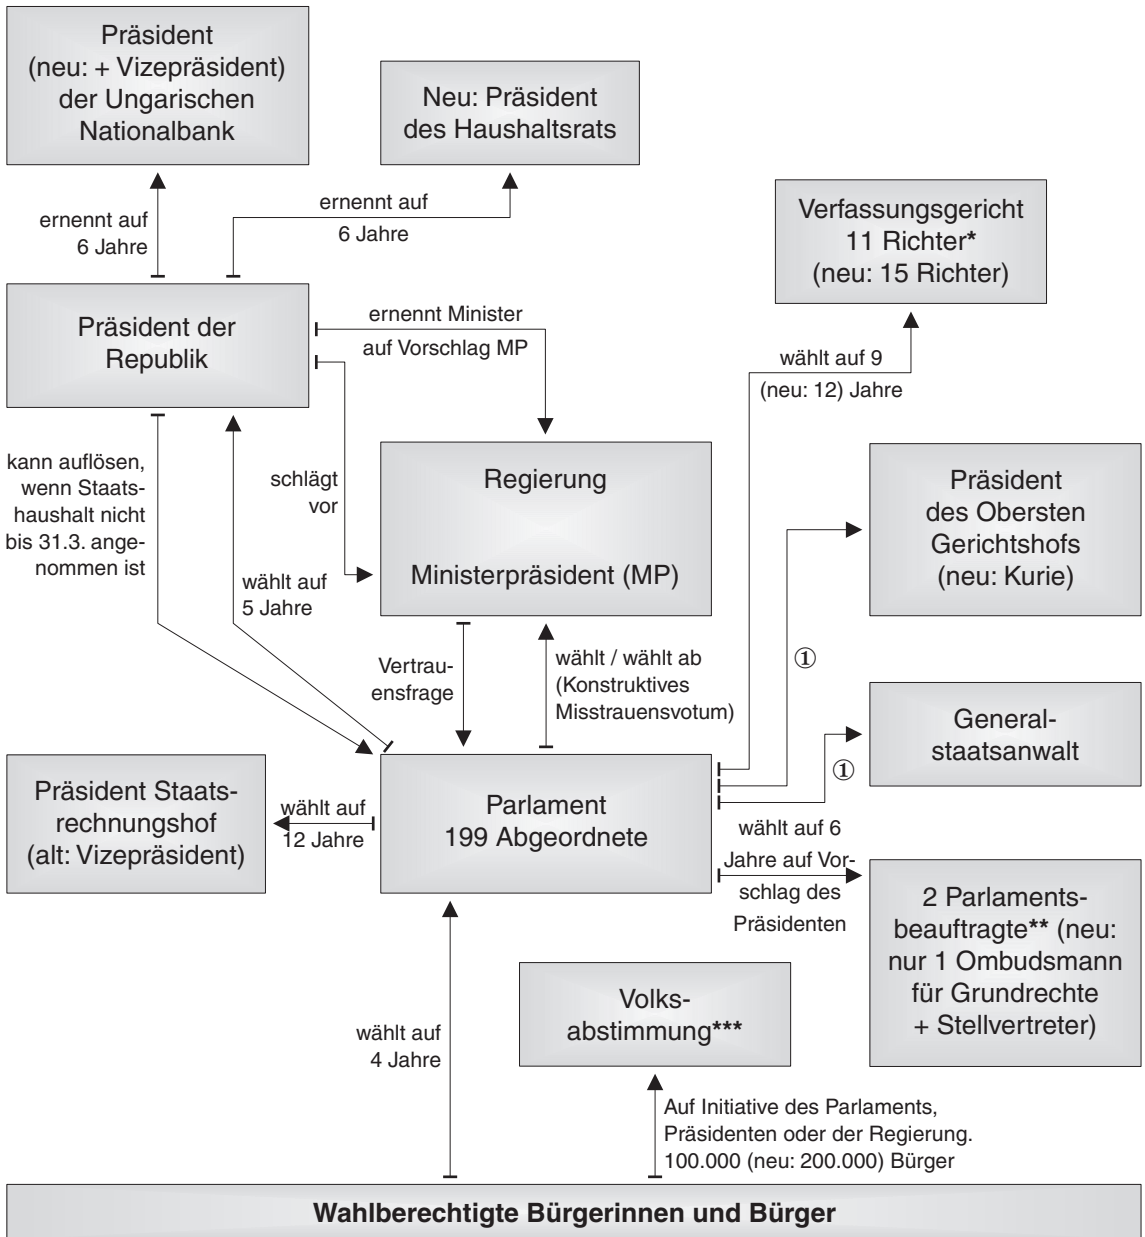 Präsident
(neu: + Vizepräsident)
der Ungarischen
Nationalbank
Neu: Präsident
des Haushaltsrats
ernennt auf
6 Jahre
ernennt auf
6 Jahre
Verfassungsgericht
11 Richter*
(neu: 15 Richter)
Präsident der
Republik
ernennt Minister
auf Vorschlag MP
wählt auf 9
(neu: 12) Jahre
kann auflösen,
wenn Staats-
haushalt nicht
bis 31.3. ange-
nommen ist
schlägt
vor
Regierung
Ministerpräsident (MP)
Präsident
des Obersten
Gerichtshofs
(neu: Kurie)
wählt auf
5 Jahre
Vertrau-
ensfrage
wählt / wählt ab
(Konstruktives
Misstrauensvotum)
①
General-
staatsanwalt
①
Präsident Staats-
rechnungshof
(alt: Vizepräsident)
wählt auf
12 Jahre
Parlament
199 Abgeordnete
wählt auf 6
Jahre auf Vor-
schlag des
Präsidenten
2 Parlaments-
beauftragte** (neu:
nur 1 Ombudsmann
für Grundrechte
+ Stellvertreter)
wählt auf
4 Jahre
Volks-
abstimmung***
Auf Initiative des Parlaments,
Präsidenten oder der Regierung.
100.000 (neu: 200.000) Bürger
Wahlberechtigte Bürgerinnen und Bürger